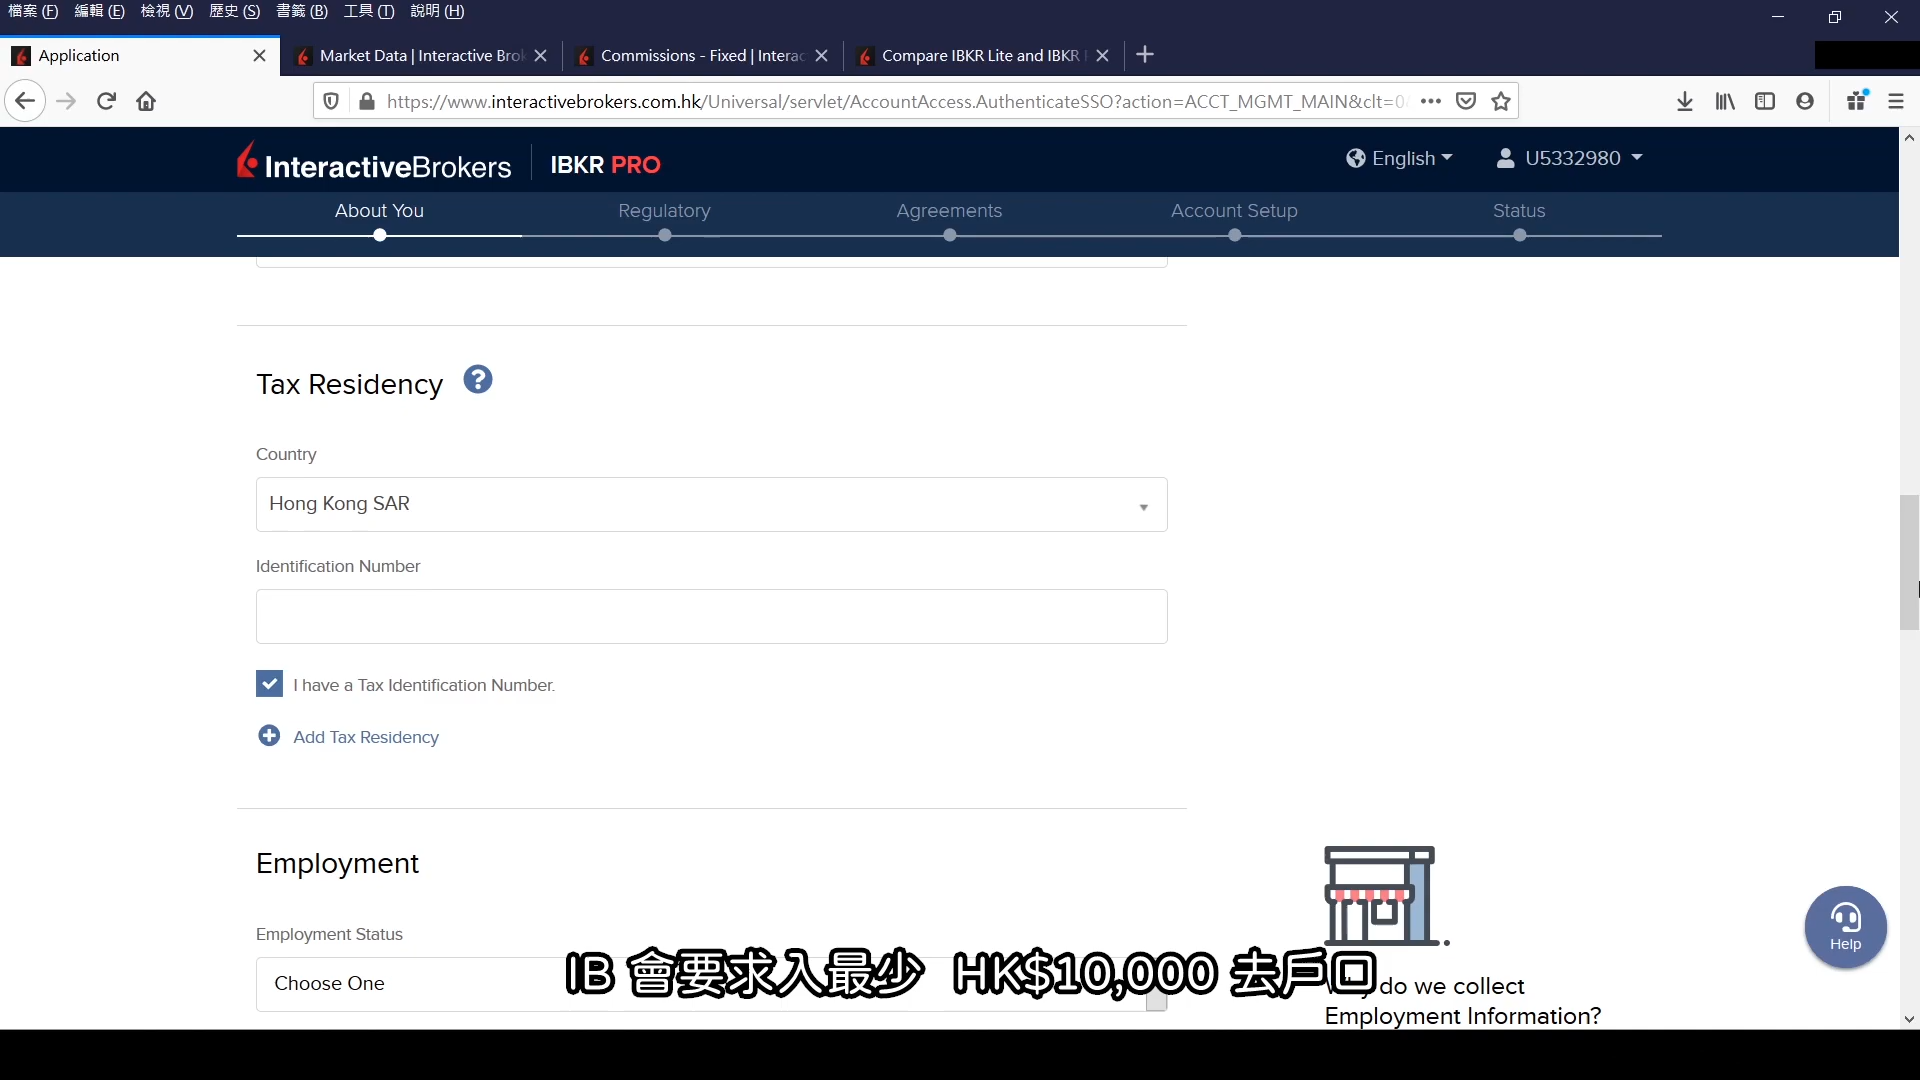 檔案 (F) 編輯 (E) 檢視 (V) 歷史 (S) 書籤 (B) 工具 (T) 說明 (H)
Application
Market Data | Interactive Brok
Commissions - Fixed | Interac
Compare IBKR Lite and IBKR
https://www.interactivebrokers.com.hk/Universal/servlet/AccountAccess.AuthenticateSSO?action=ACCT_MGMT_MAIN&clt=0
InteractiveBrokers
IBKR PRO
English
U5332980
About You
Regulatory
Agreements
Account Setup
Status
Tax Residency ?
Country
Hong Kong SAR
Identification Number
I have a Tax Identification Number.
Add Tax Residency
Employment
Employment Status
Choose One
do we collect
Employment Information?
Help
IB 會要求入最少 HK$10,000 去戶口